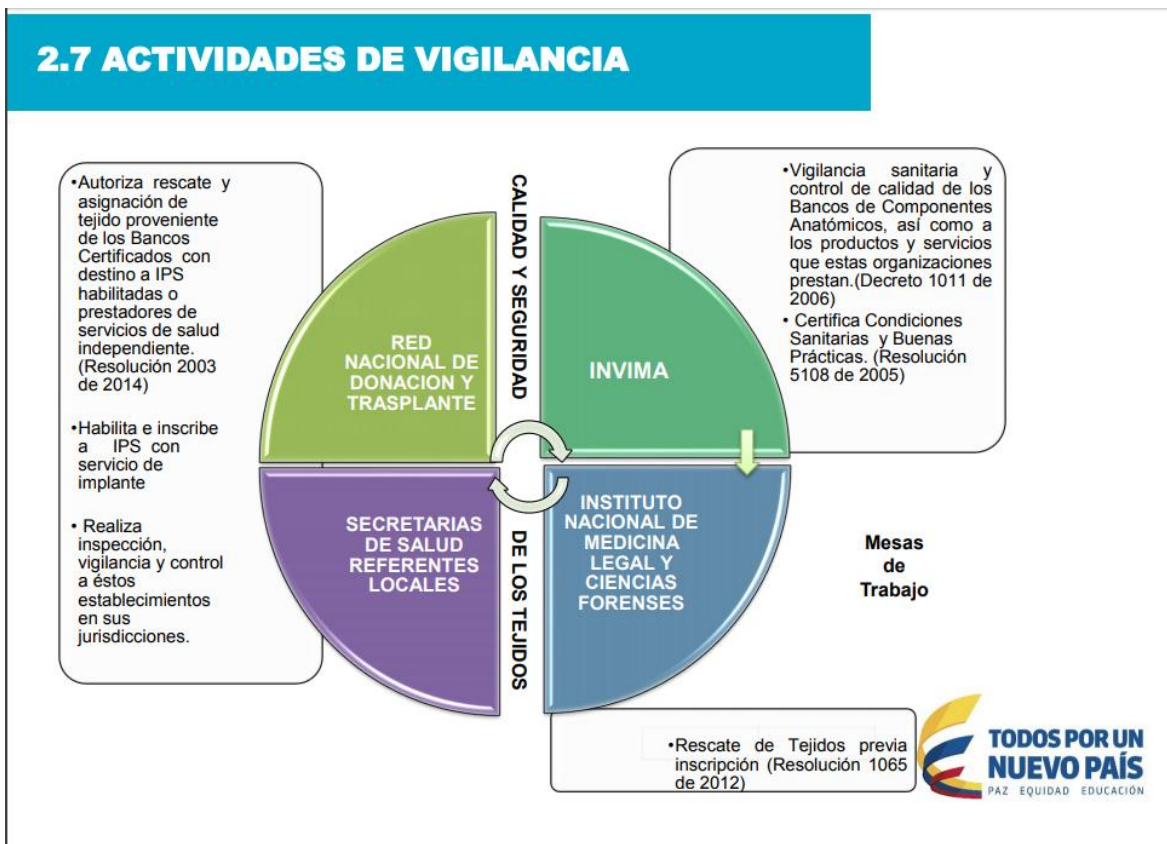 2.7 ACTIVIDADES DE VIGILANCIA
•Autoriza rescate y
asignación de
tejido proveniente
de los Bancos
Certificados con
destino a IPS
habilitadas o
prestadores de
servicios de salud
independiente.
(Resolución 2003
de 2014)
•Habilita e inscribe
a IPS con
servicio de
implante
• Realiza
inspección,
vigilancia y control
a éstos
establecimientos
en sus
jurisdicciones.
RED
NACIONAL DE
DONACION Y
TRASPLANTE
CALIDAD Y SEGURIDAD
DE LOS TEJIDOS
INVIMA
•Vigilancia sanitaria y
control de calidad de los
Bancos de Componentes
Anatómicos, así como a
los productos y servicios
que estas organizaciones
prestan.(Decreto 1011 de
2006)
• Certifica Condiciones
Sanitarias y Buenas
Prácticas. (Resolución
5108 de 2005)
SECRETARIAS
DE SALUD
REFERENTES
LOCALES
INSTITUTO
NACIONAL DE
MEDICINA
LEGAL Y
CIENCIAS
FORENSES
Mesas
de
Trabajo
•Rescate de Tejidos previa
inscripción (Resolución 1065
de 2012)
TODOS POR UN
NUEVO PAÍS
PAZ EQUIDAD EDUCACIÓN